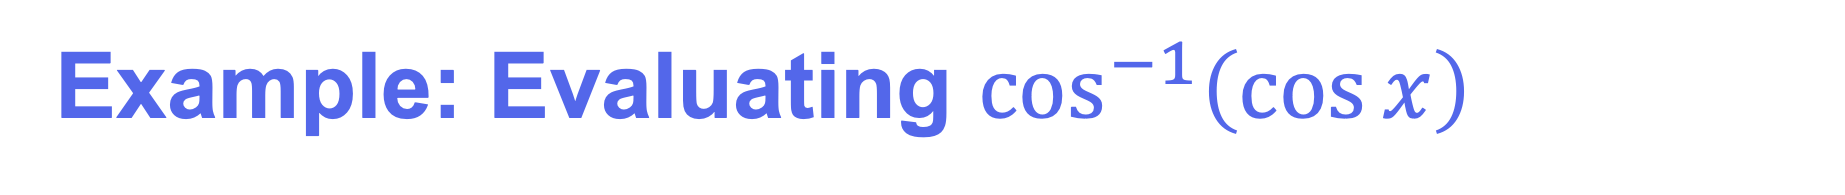 Example: Evaluating cos⁻¹(cos x)